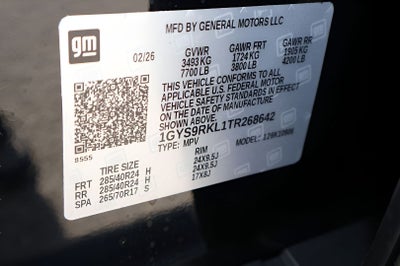 gm
MFD BY GENERAL MOTORS LLC
02/26 GVWR GAWR FRT GAWR RR
3493 KG 1724 KG 1905 KG
7700 LB 3800 LB 4200 LB
THIS VEHICLE CONFORMS TO ALL
APPLICABLE U.S. FEDERAL MOTOR
VEHICLE SAFETY STANDARDS IN EFFECT
ON THE DATE OF MANUFACTURE
SHOWN ABOVE.
1GYS9RKL1TR268642
TYPE: MPV MODEL:
TIRE SIZE RIM
FRT 285/40R24 H 24X9.5J
RR 285/40R24 H 24X9.5J
SPA 265/70R17 S 17X8J